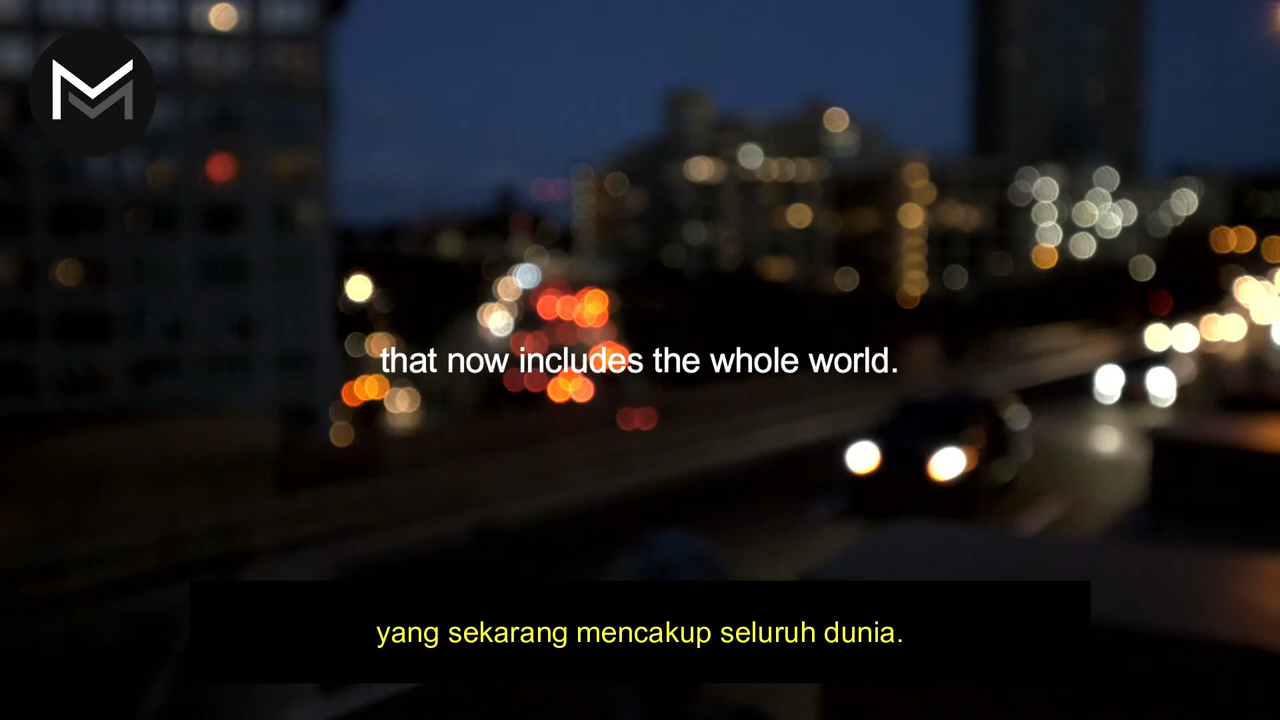 that now includes the whole world.
yang sekarang mencakup seluruh dunia.